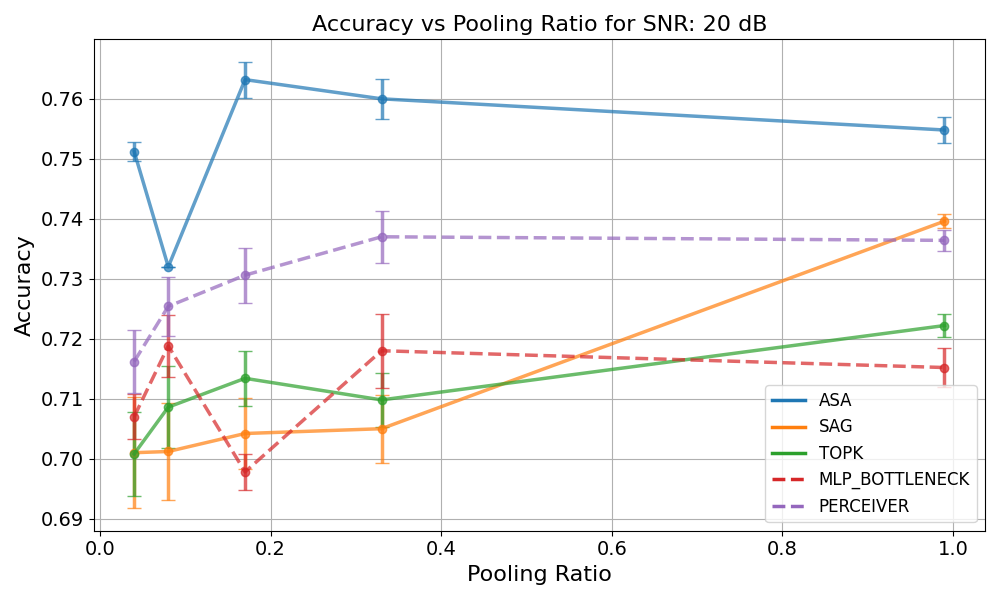 Accuracy vs Pooling Ratio for SNR: 20 dB
Accuracy
0.76
0.75
0.74
0.73
0.72
0.71
0.70
0.69
0.0 0.2 0.4 0.6 0.8 1.0
Pooling Ratio
ASA
SAG
TOPK
MLP_BOTTLENECK
PERCEIVER